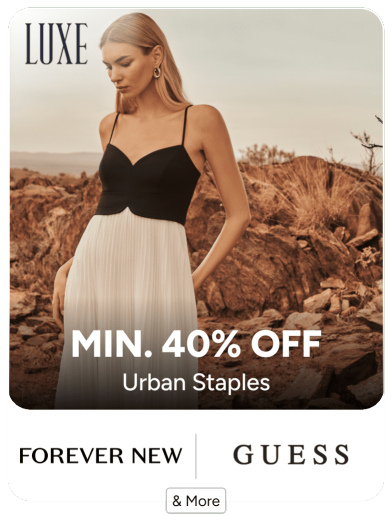 LUXE
MIN. 40% OFF
Urban Staples
FOREVER NEW
GUESS
& More